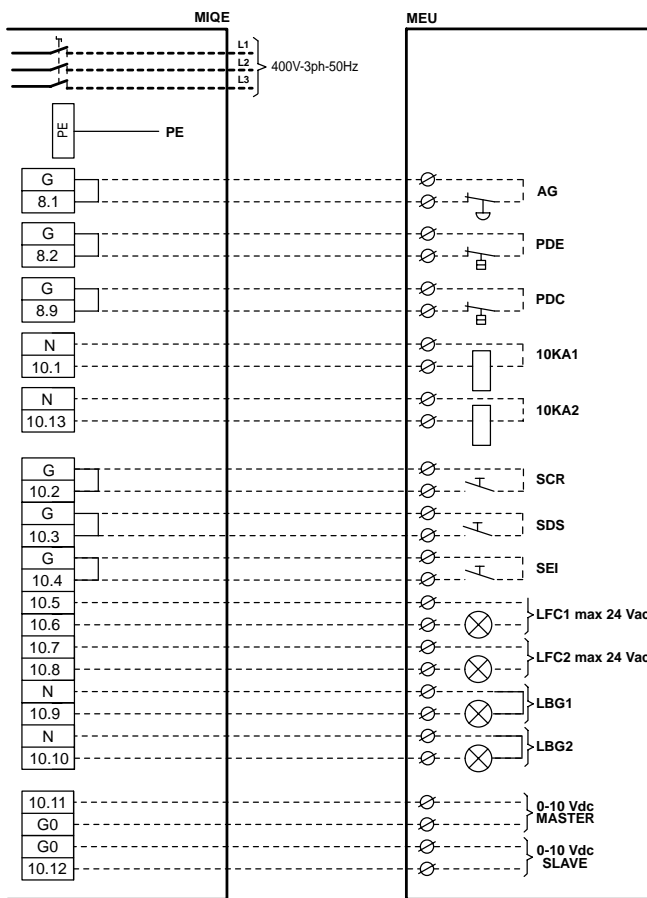 MIQE MEU
L1
L2
L3
400V-3ph-50Hz
PE PE
G
8.1
AG
G
8.2
PDE
G
8.9
PDC
N
10.1
10KA1
N
10.13
10KA2
G
10.2
SCR
G
10.3
SDS
G
10.4
SEI
10.5
10.6
LFC1 max 24 Vac
10.7
10.8
LFC2 max 24 Vac
N
10.9
LBG1
N
10.10
LBG2
10.11
G0
0-10 Vdc
MASTER
G0
10.12
0-10 Vdc
SLAVE